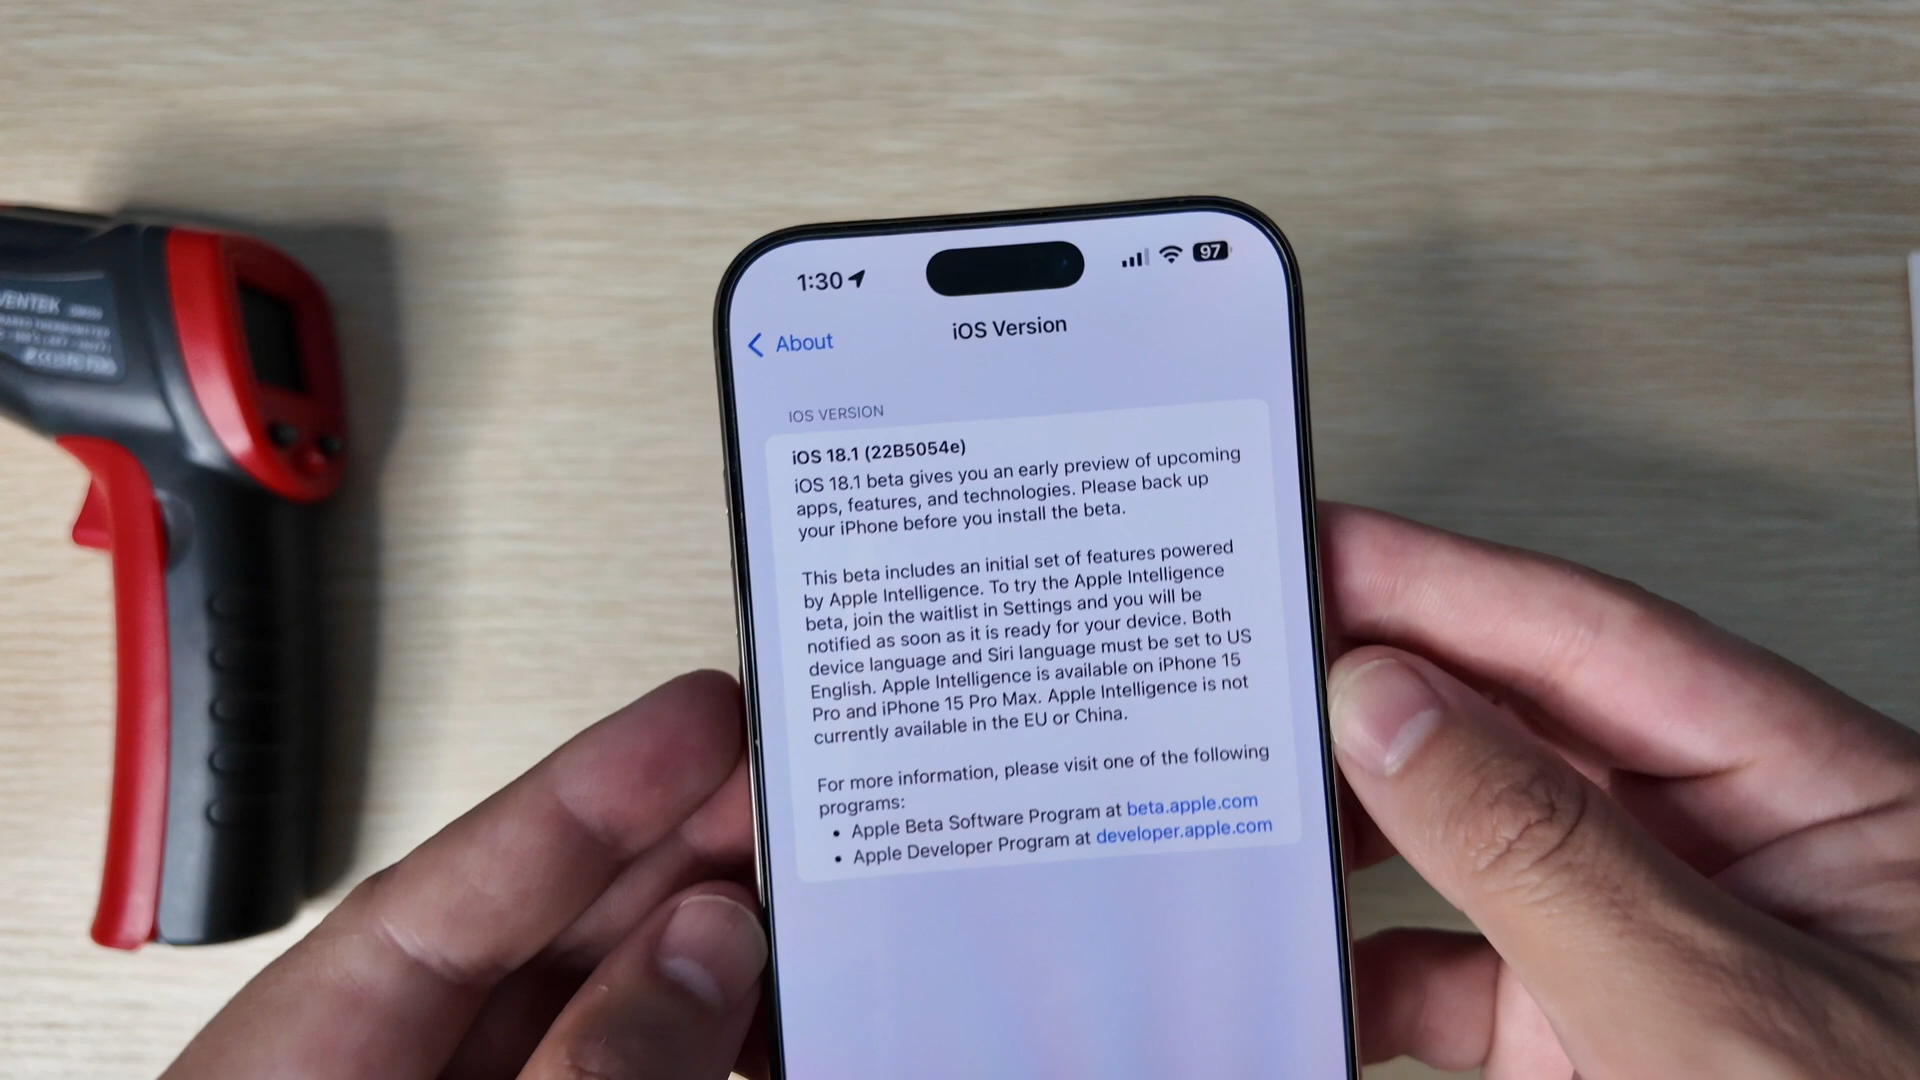 VENTEK
1:30
97
About
iOS Version
IOS VERSION
iOS 18.1 (22B5054e)
iOS 18.1 beta gives you an early preview of upcoming
apps, features, and technologies. Please back up
your iPhone before you install the beta.
This beta includes an initial set of features powered
by Apple Intelligence. To try the Apple Intelligence
beta, join the waitlist in Settings and you will be
notified as soon as it is ready for your device. Both
device language and Siri language must be set to US
English. Apple Intelligence is available on iPhone 15
Pro and iPhone 15 Pro Max. Apple Intelligence is not
currently available in the EU or China.
For more information, please visit one of the following
programs:
• Apple Beta Software Program at beta.apple.com
• Apple Developer Program at developer.apple.com